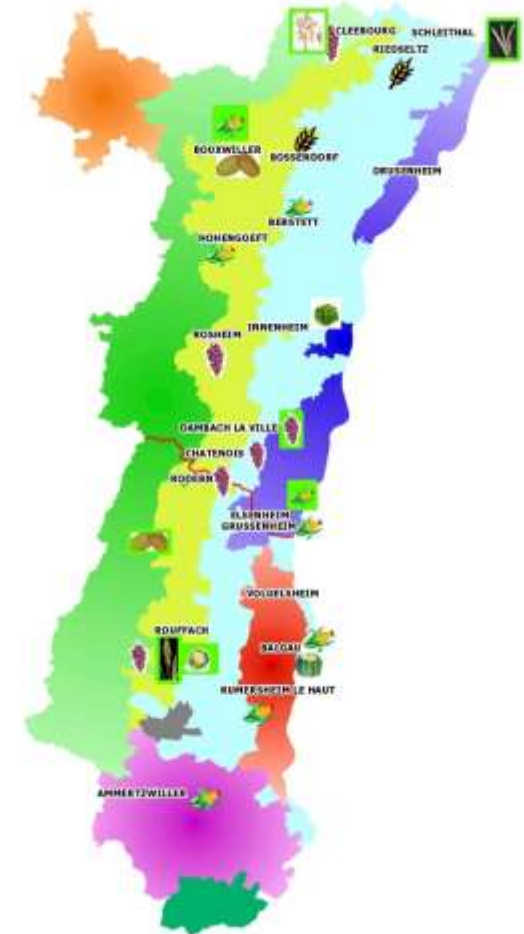 CLEEBOURG
SCHLEITHAL
RIEDSELTZ
BOUXWILLER
BOSSENDORF
DRUSENHEIM
BERSTETT
HOHENGOEFT
INNENHEIM
ROSHEIM
DAMBACH LA VILLE
CHATENOIS
RODERN
ELSENHEIM
GRUSSENHEIM
VOLGELSHEIM
ROUFFACH
BALGAU
RUMERSHEIM LE HAUT
AMMERTZWILLER